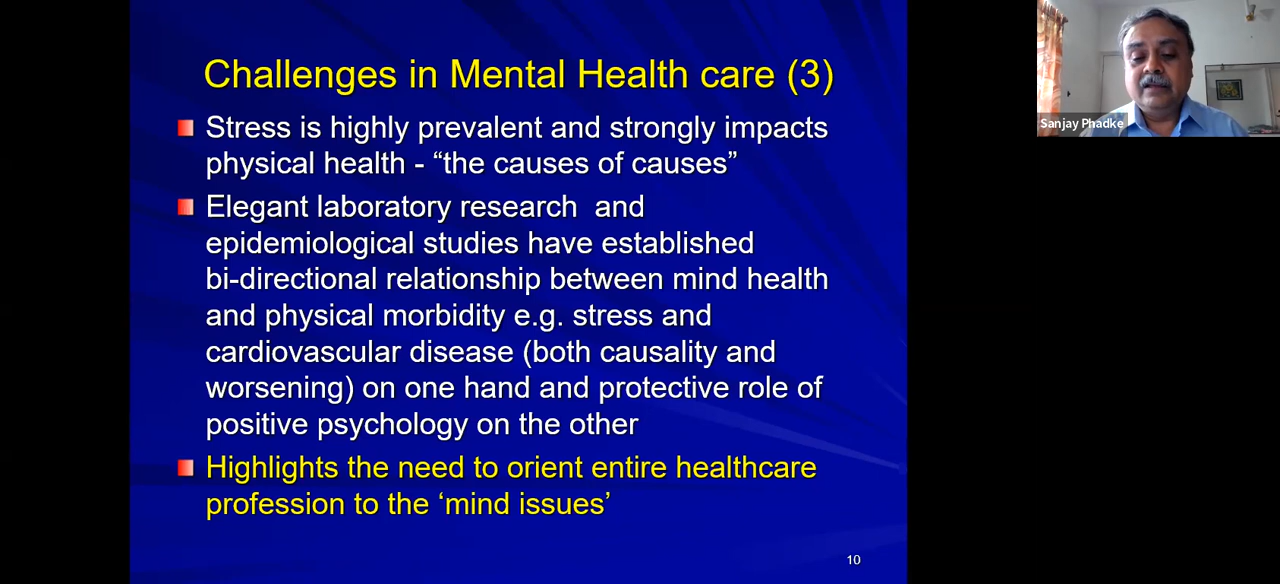 Challenges in Mental Health care (3)
Stress is highly prevalent and strongly impacts
physical health - “the causes of causes”
Elegant laboratory research  and
epidemiological studies have established
bi-directional relationship between mind health
and physical morbidity e.g. stress and
cardiovascular disease (both causality and
worsening) on one hand and protective role of
positive psychology on the other
Highlights the need to orient entire healthcare
profession to the ‘mind issues’
10
Sanjay Phadke